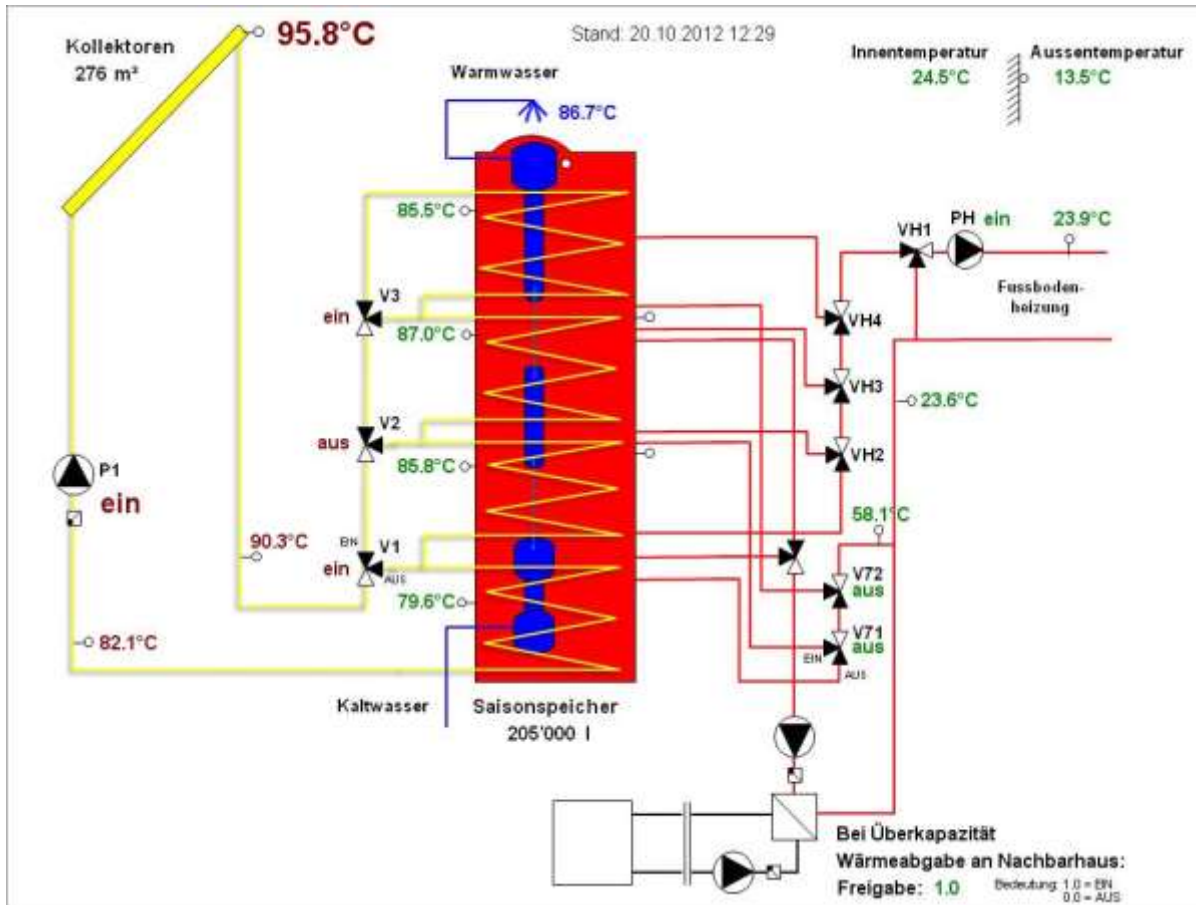 Kollektoren
276 m²
95.8°C
Stand: 20.10.2012 12:29
Innentemperatur
24.5°C
Aussentemperatur
13.5°C
Warmwasser
86.7°C
85.5°C
V3
ein
87.0°C
V2
aus
85.8°C
P1
ein
90.3°C
EIN
V1
ein
AUS
79.6°C
82.1°C
Kaltwasser
Saisonspeicher
205'000 l
VH1
PH ein
23.9°C
Fussboden-
heizung
VH4
VH3
23.6°C
VH2
58.1°C
V72
aus
V71
aus
EIN
AUS
Bei Überkapazität
Wärmeabgabe an Nachbarhaus:
Freigabe: 1.0
Bedeutung: 1.0 = EIN
0.0 = AUS